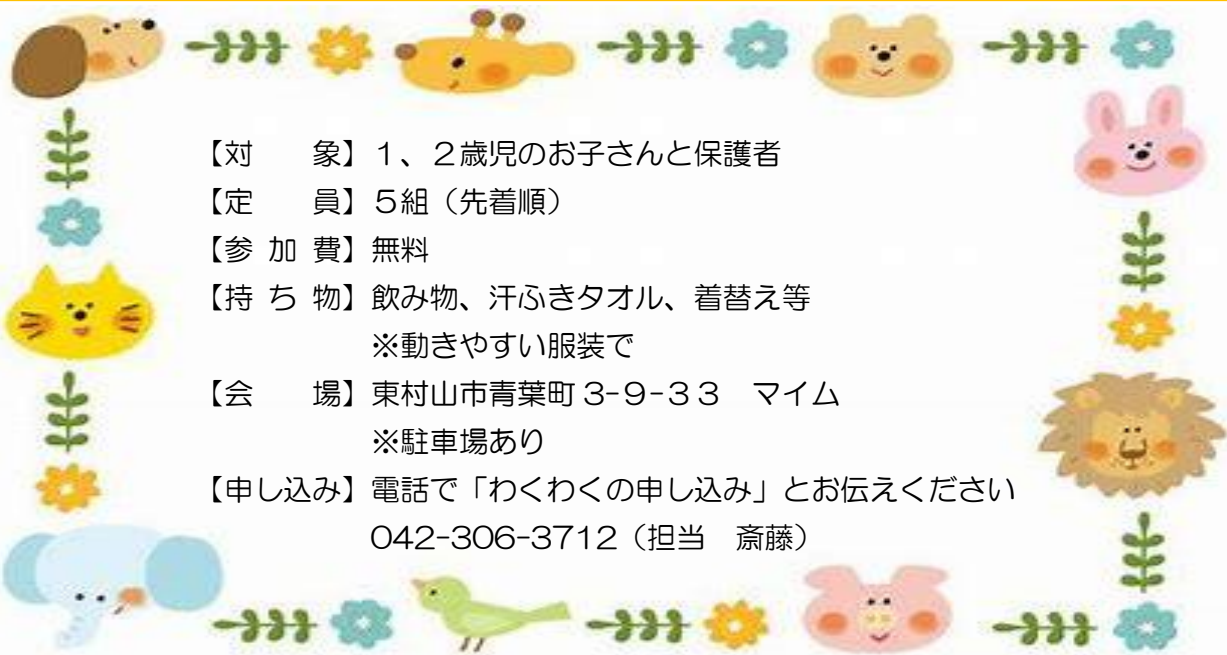 【対　　象】１、２歳児のお子さんと保護者
【定　　員】５組（先着順）
【参 加 費】無料
【持 ち 物】飲み物、汗ふきタオル、着替え等
※動きやすい服装で
【会　　場】東村山市青葉町 3-９-３３　マイム
※駐車場あり
【申し込み】電話で「わくわくの申し込み」とお伝えください
042-306-3712（担当　斎藤）